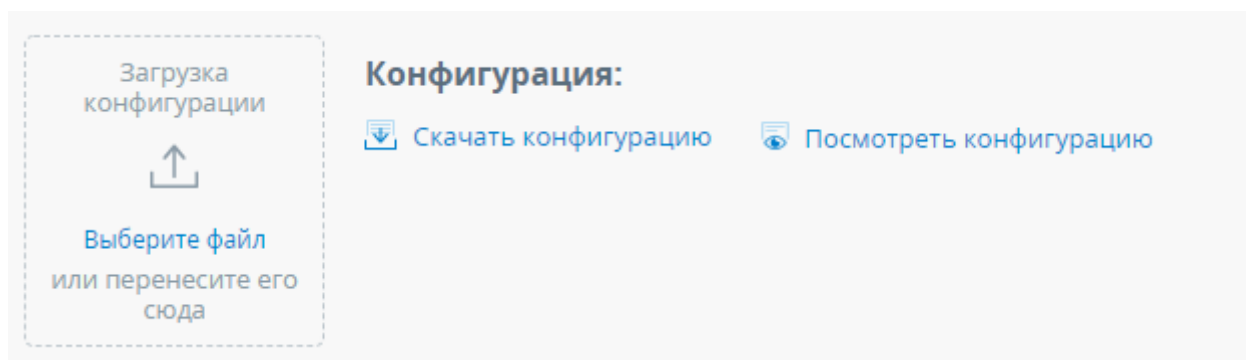 Загрузка
конфигурации
Выберите файл
или перенесите его
сюда
Конфигурация:
Скачать конфигурацию
Посмотреть конфигурацию